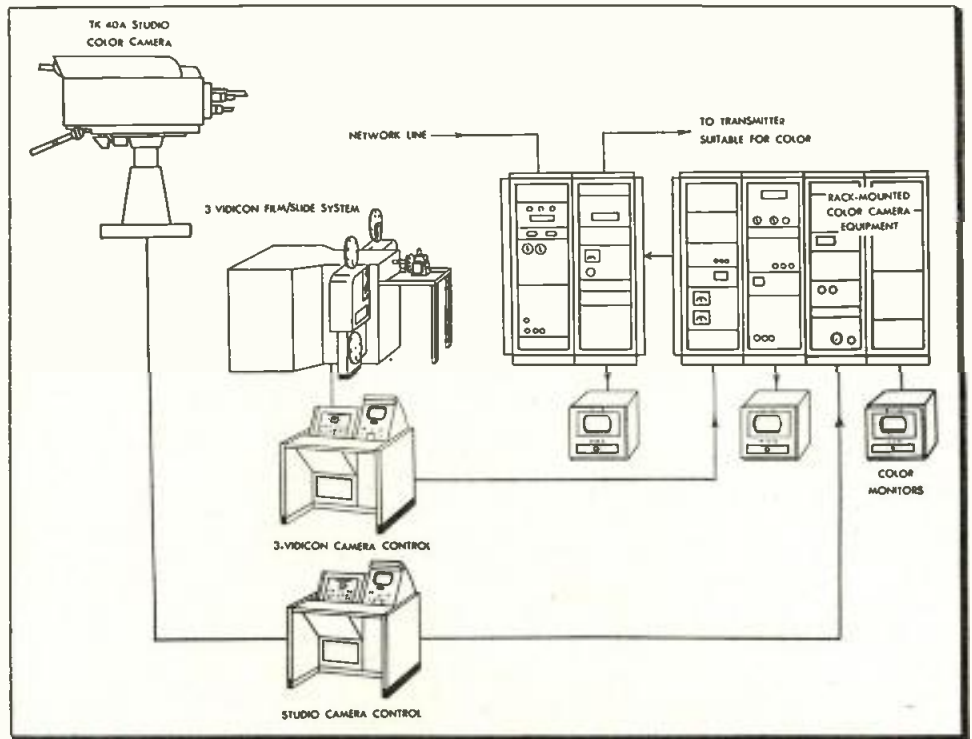 TK 40A STUDIO
COLOR CAMERA
NETWORK LINE
TO TRANSMITTER
SUITABLE FOR COLOR
3 VIDICON FILM/SLIDE SYSTEM
RACK-MOUNTED
COLOR CAMERA
EQUIPMENT
COLOR
MONITORS
3-VIDICON CAMERA CONTROL
STUDIO CAMERA CONTROL